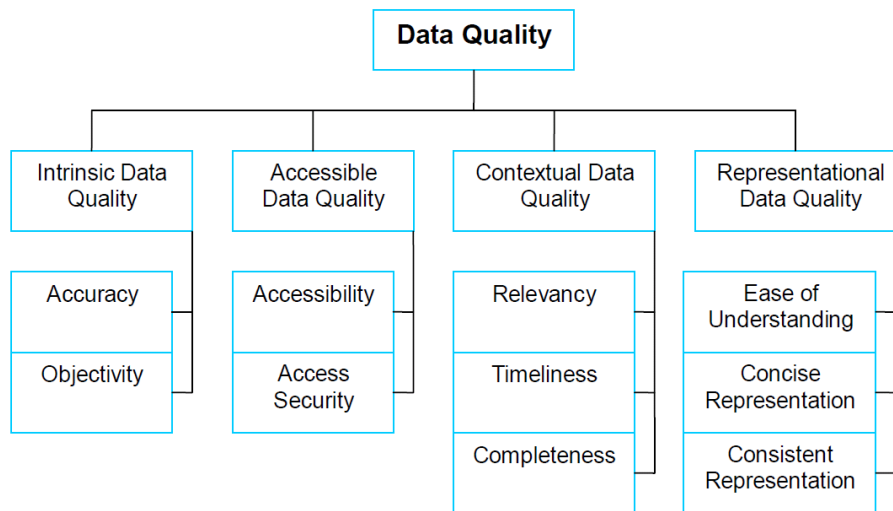 Data Quality
Intrinsic Data
Quality
Accessible
Data Quality
Contextual Data
Quality
Representational
Data Quality
Accuracy
Objectivity
Accessibility
Access
Security
Relevancy
Timeliness
Completeness
Ease of
Understanding
Concise
Representation
Consistent
Representation